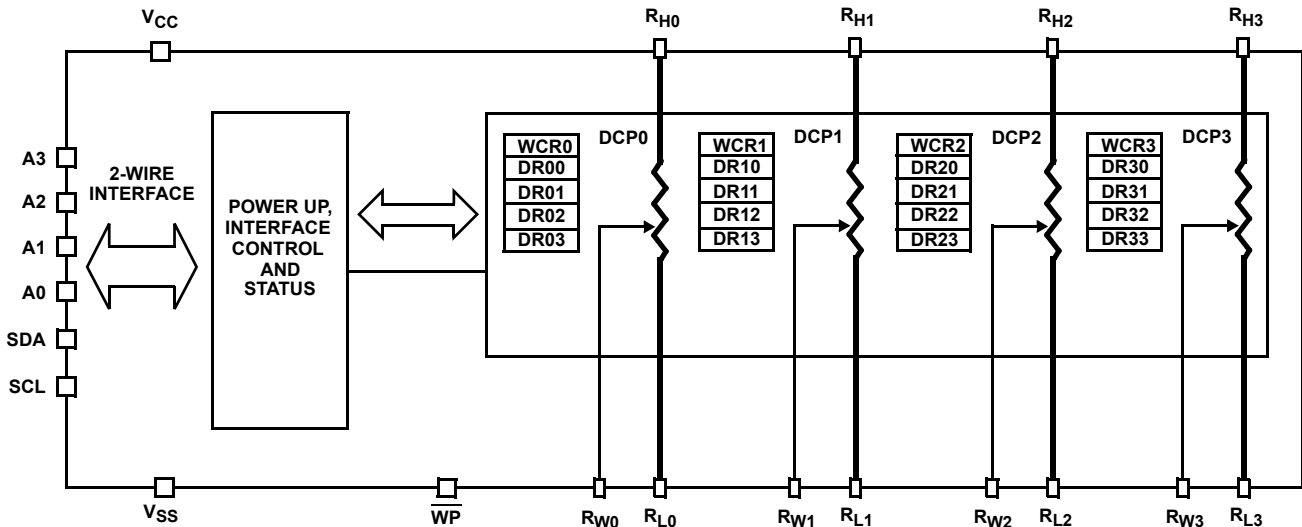 VCC
RH0
RH1
RH2
RH3
A3
A2
A1
A0
SDA
SCL
2-WIRE
INTERFACE
POWER UP,
INTERFACE
CONTROL
AND
STATUS
WCR0
DR00
DR01
DR02
DR03
DCP0
WCR1
DR10
DR11
DR12
DR13
DCP1
WCR2
DR20
DR21
DR22
DR23
DCP2
WCR3
DR30
DR31
DR32
DR33
DCP3
VSS
WP
RW0
RL0
RW1
RL1
RW2
RL2
RW3
RL3